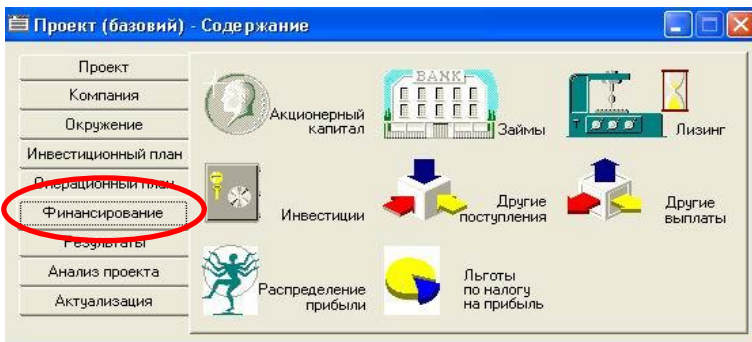 Проект (базовий) - Содержание
Проект
Компания
Окружение
Инвестиционный план
Операционный план
Финансирование
Результаты
Анализ проекта
Актуализация
Акционерный
капитал
BANK
Займы
Лизинг
Инвестиции
Другие
поступления
Другие
выплаты
Распределение
прибыли
Льготы
по налогу
на прибыль